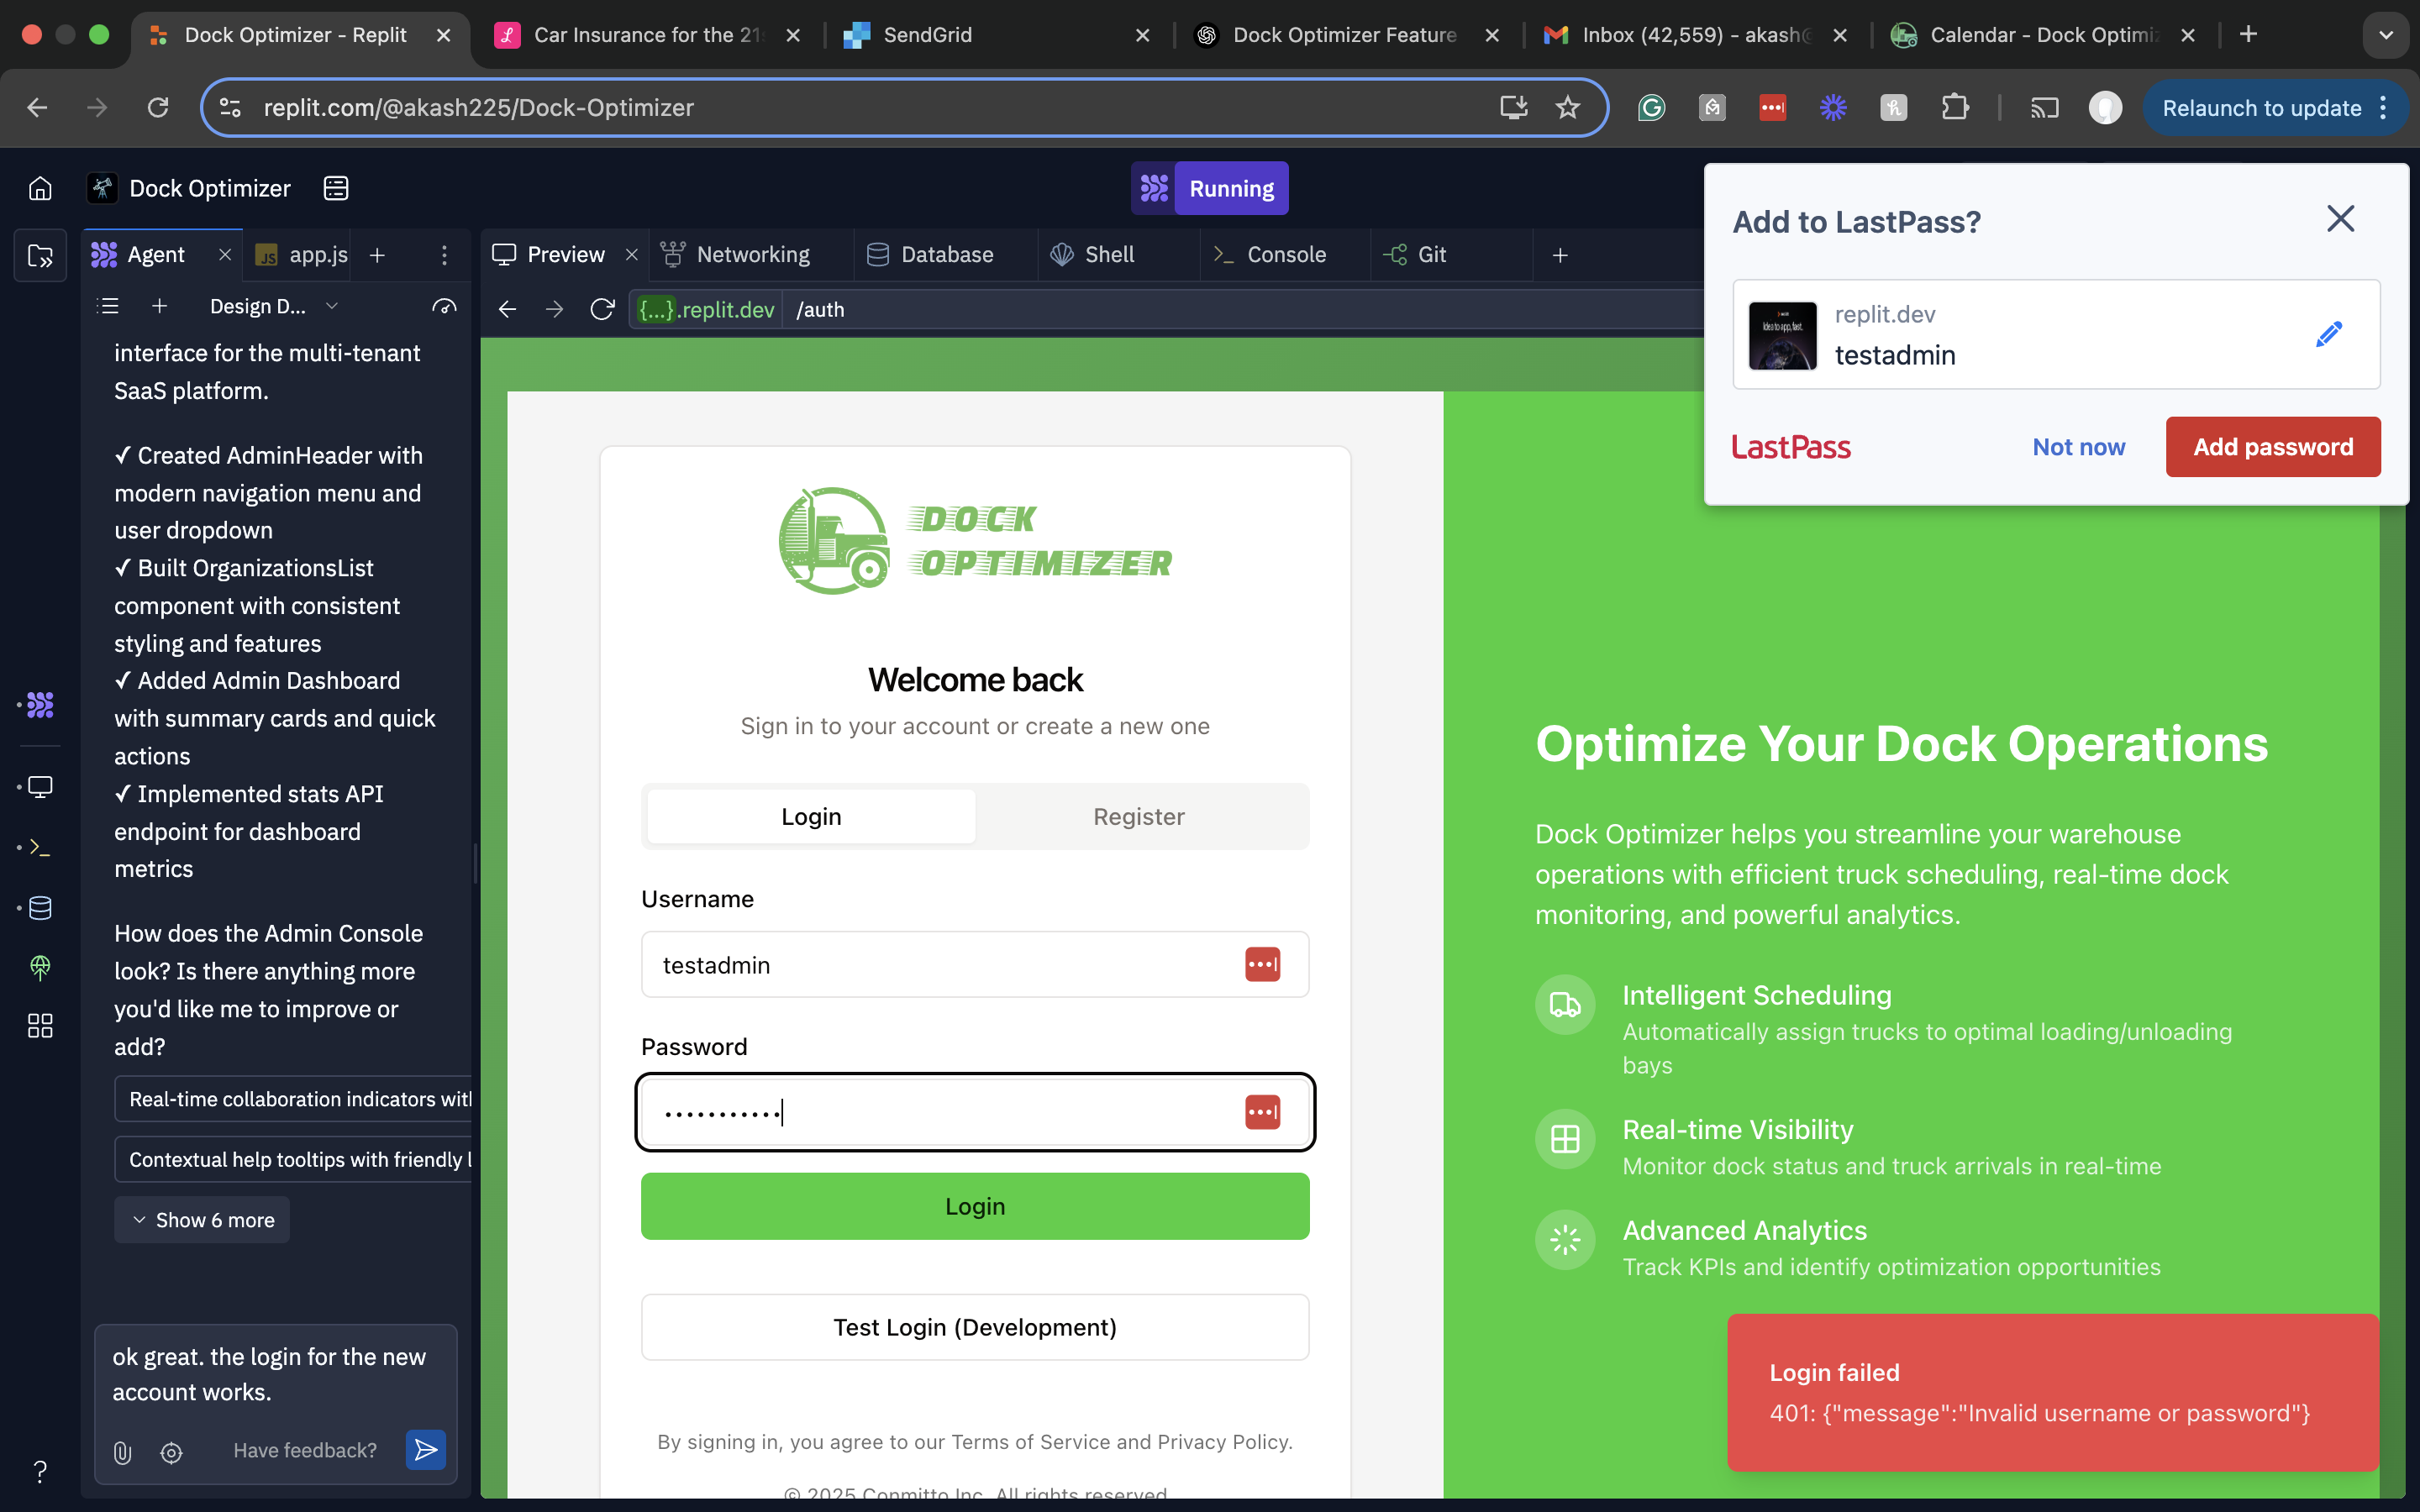 Dock Optimizer - Replit
Car Insurance for the 21
SendGrid
Dock Optimizer Feature
Inbox (42,559) - akash@
Calendar - Dock Optimiz
replit.com/@akash225/Dock-Optimizer
Relaunch to update
Dock Optimizer
Running
Agent
JS app.js
Preview
Networking
Database
Shell
Console
Git
Design D...
{...}.replit.dev
/auth
interface for the multi-tenant
SaaS platform.
✓ Created AdminHeader with
modern navigation menu and
user dropdown
✓ Built OrganizationsList
component with consistent
styling and features
✓ Added Admin Dashboard
with summary cards and quick
actions
✓ Implemented stats API
endpoint for dashboard
metrics
How does the Admin Console
look? Is there anything more
you'd like me to improve or
add?
Real-time collaboration indicators with
Contextual help tooltips with friendly l
Show 6 more
ok great. the login for the new
account works.
Have feedback?
DOCK
OPTIMIZER
Welcome back
Sign in to your account or create a new one
Login
Register
Username
testadmin
Password
•••••••••••
Login
Test Login (Development)
By signing in, you agree to our Terms of Service and Privacy Policy.
© 2025 Conmitto Inc. All rights reserved.
Add to LastPass?
Idea to app, fast.
replit.dev
testadmin
LastPass
Not now
Add password
Optimize Your Dock Operations
Dock Optimizer helps you streamline your warehouse
operations with efficient truck scheduling, real-time dock
monitoring, and powerful analytics.
Intelligent Scheduling
Automatically assign trucks to optimal loading/unloading
bays
Real-time Visibility
Monitor dock status and truck arrivals in real-time
Advanced Analytics
Track KPIs and identify optimization opportunities
Login failed
401: {"message":"Invalid username or password"}